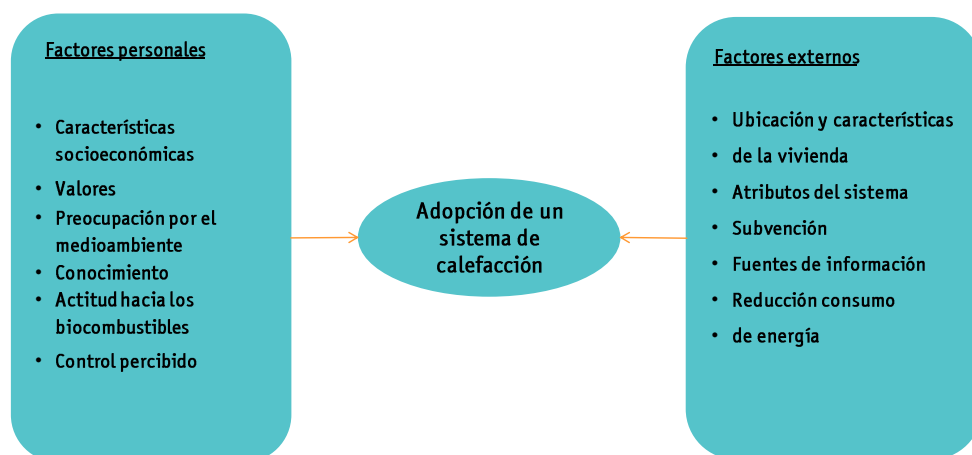 Factores personales
• Características
socioeconómicas
• Valores
• Preocupación por el
medioambiente
• Conocimiento
• Actitud hacia los
biocombustibles
• Control percibido
Adopción de un
sistema de
calefacción
Factores externos
• Ubicación y características
• de la vivienda
• Atributos del sistema
• Subvención
• Fuentes de información
• Reducción consumo
• de energía